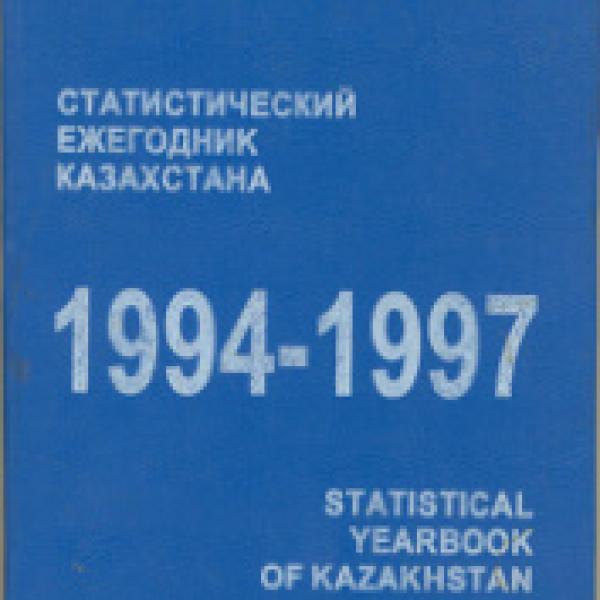 СТАТИСТИЧЕСКИЙ
ЕЖЕГОДНИК
КАЗАХСТАНА
1994-1997
STATISTICAL
YEARBOOK
OF KAZAKHSTAN